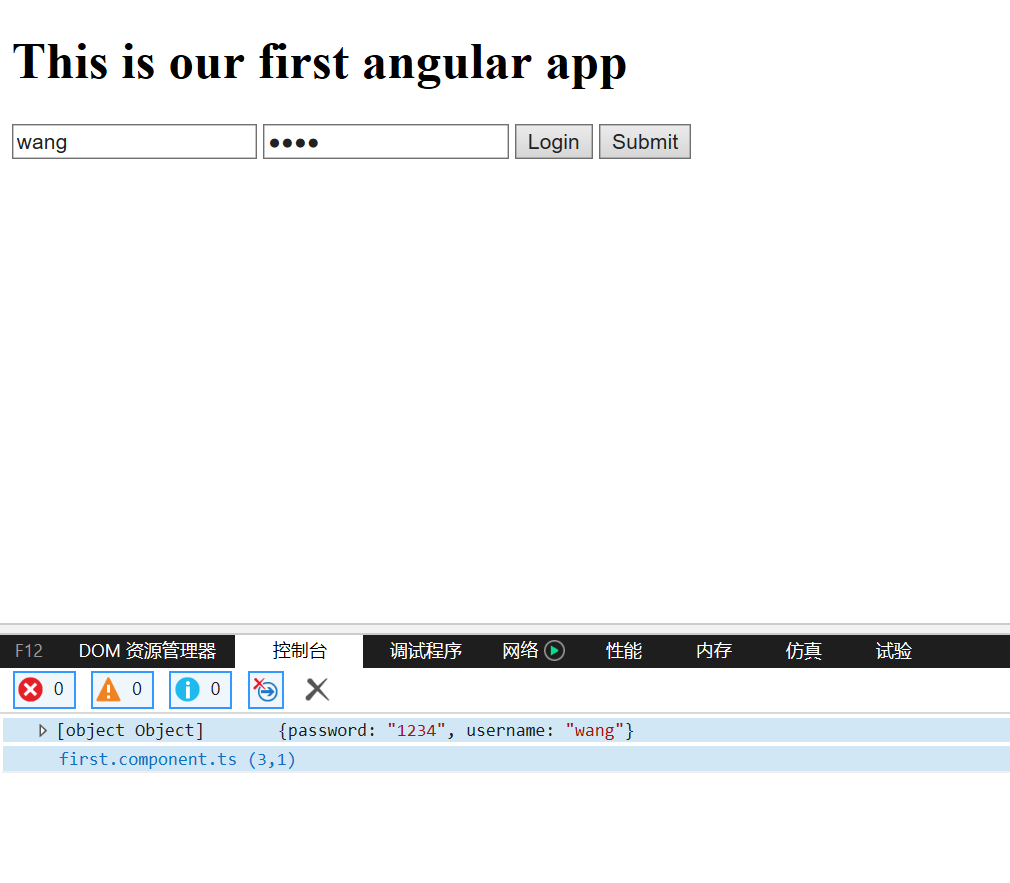 This is our first angular app
wang •••• Login Submit
F12 DOM 资源管理器 控制台 调试程序 网络 性能 内存 仿真 试验
0 0 0
[object Object] {password: "1234", username: "wang"}
first.component.ts (3,1)